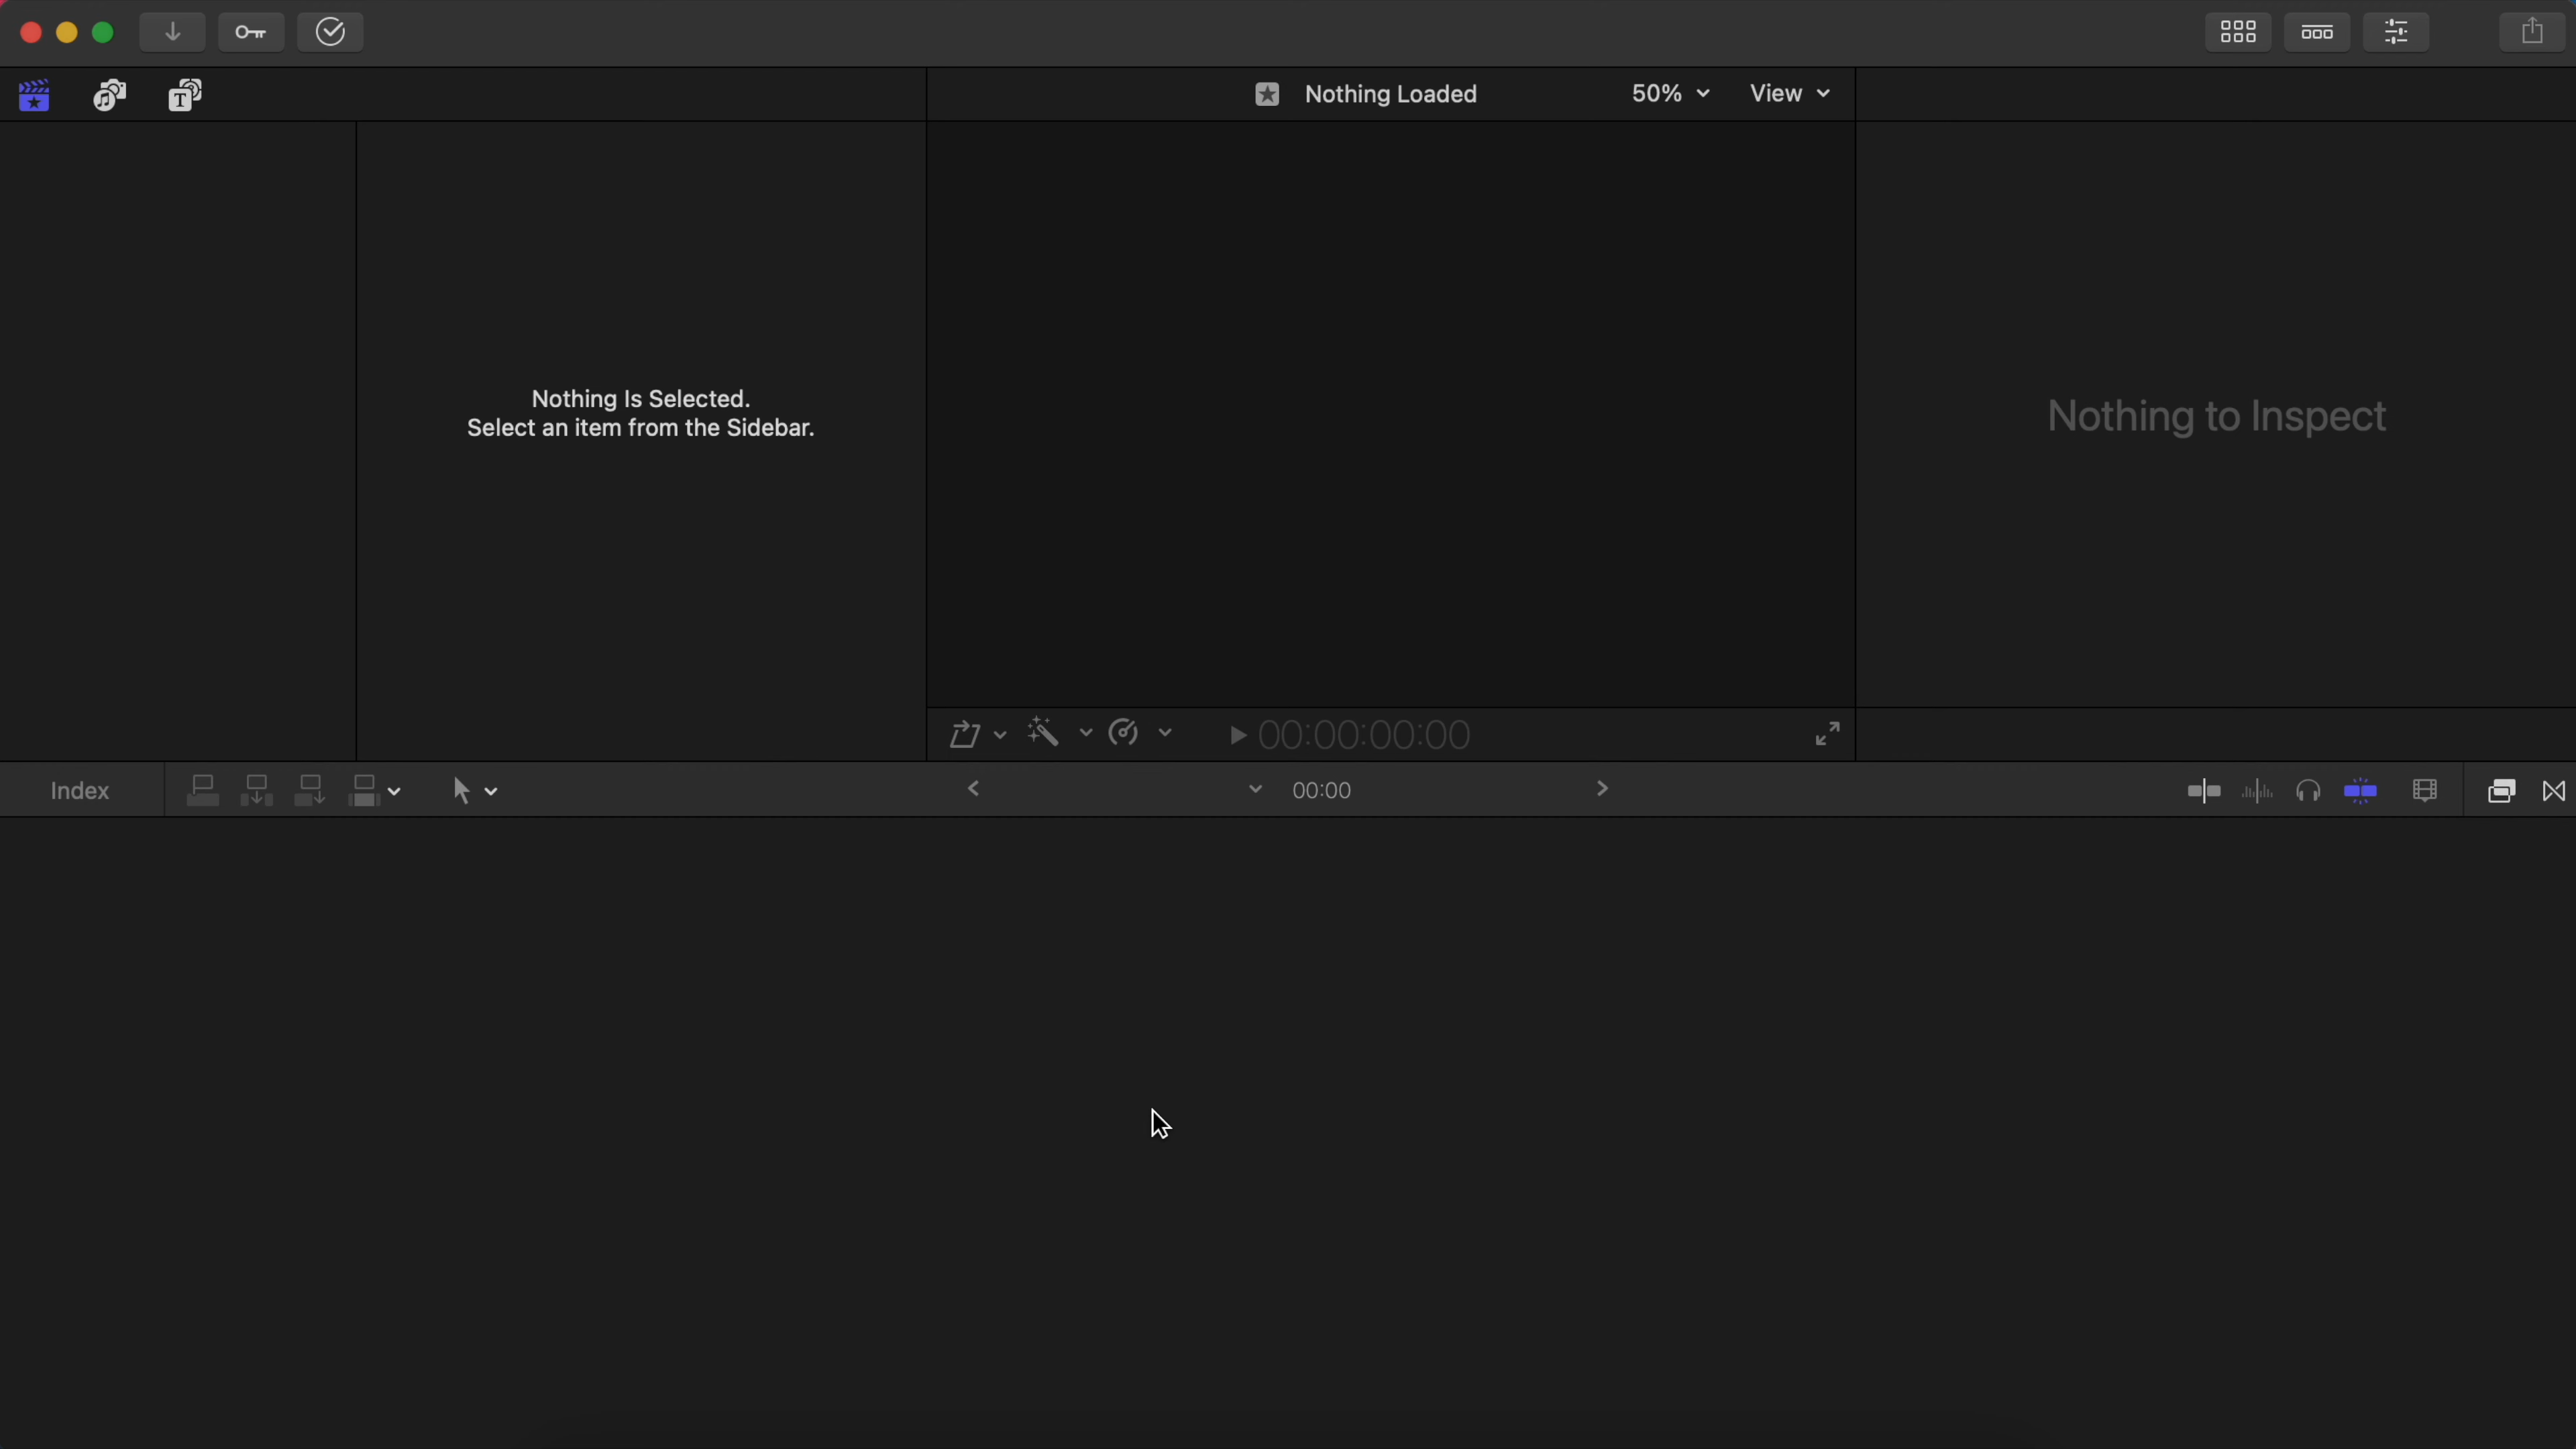 Nothing Loaded
50%
View
Nothing Is Selected.
Select an item from the Sidebar.
Nothing to Inspect
00:00:00:00
Index
00:00